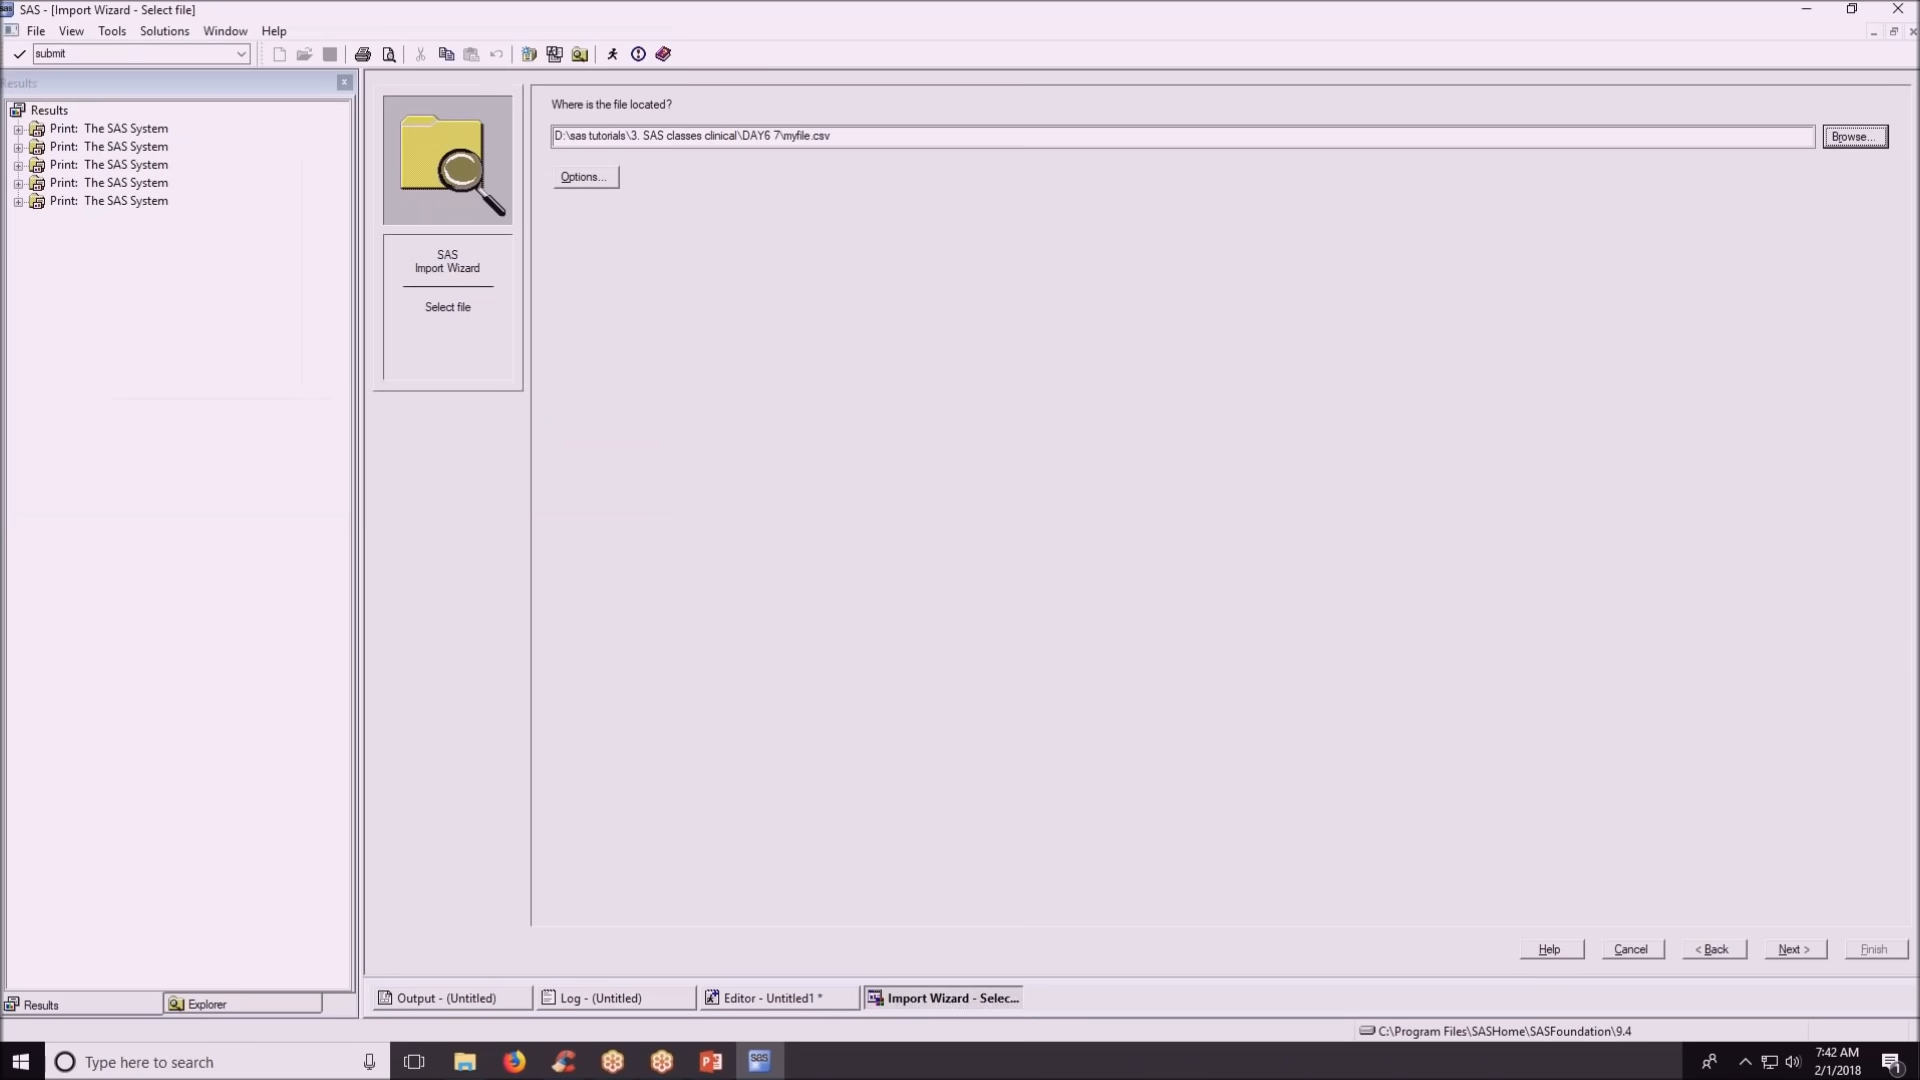 SAS - [Import Wizard - Select file]
File View Tools Solutions Window Help
submit
Results
Results
Print: The SAS System
Print: The SAS System
Print: The SAS System
Print: The SAS System
Print: The SAS System
SAS
Import Wizard
Select file
Where is the file located?
D:\sas tutorials\3. SAS classes clinical\DAY6 7\myfile.csv
Browse...
Options...
Help Cancel < Back Next > Finish
Results Explorer
Output - (Untitled) Log - (Untitled) Editor - Untitled1 * Import Wizard - Selec...
C:\Program Files\SASHome\SASFoundation\9.4
Type here to search
sas
7:42 AM
2/1/2018
1